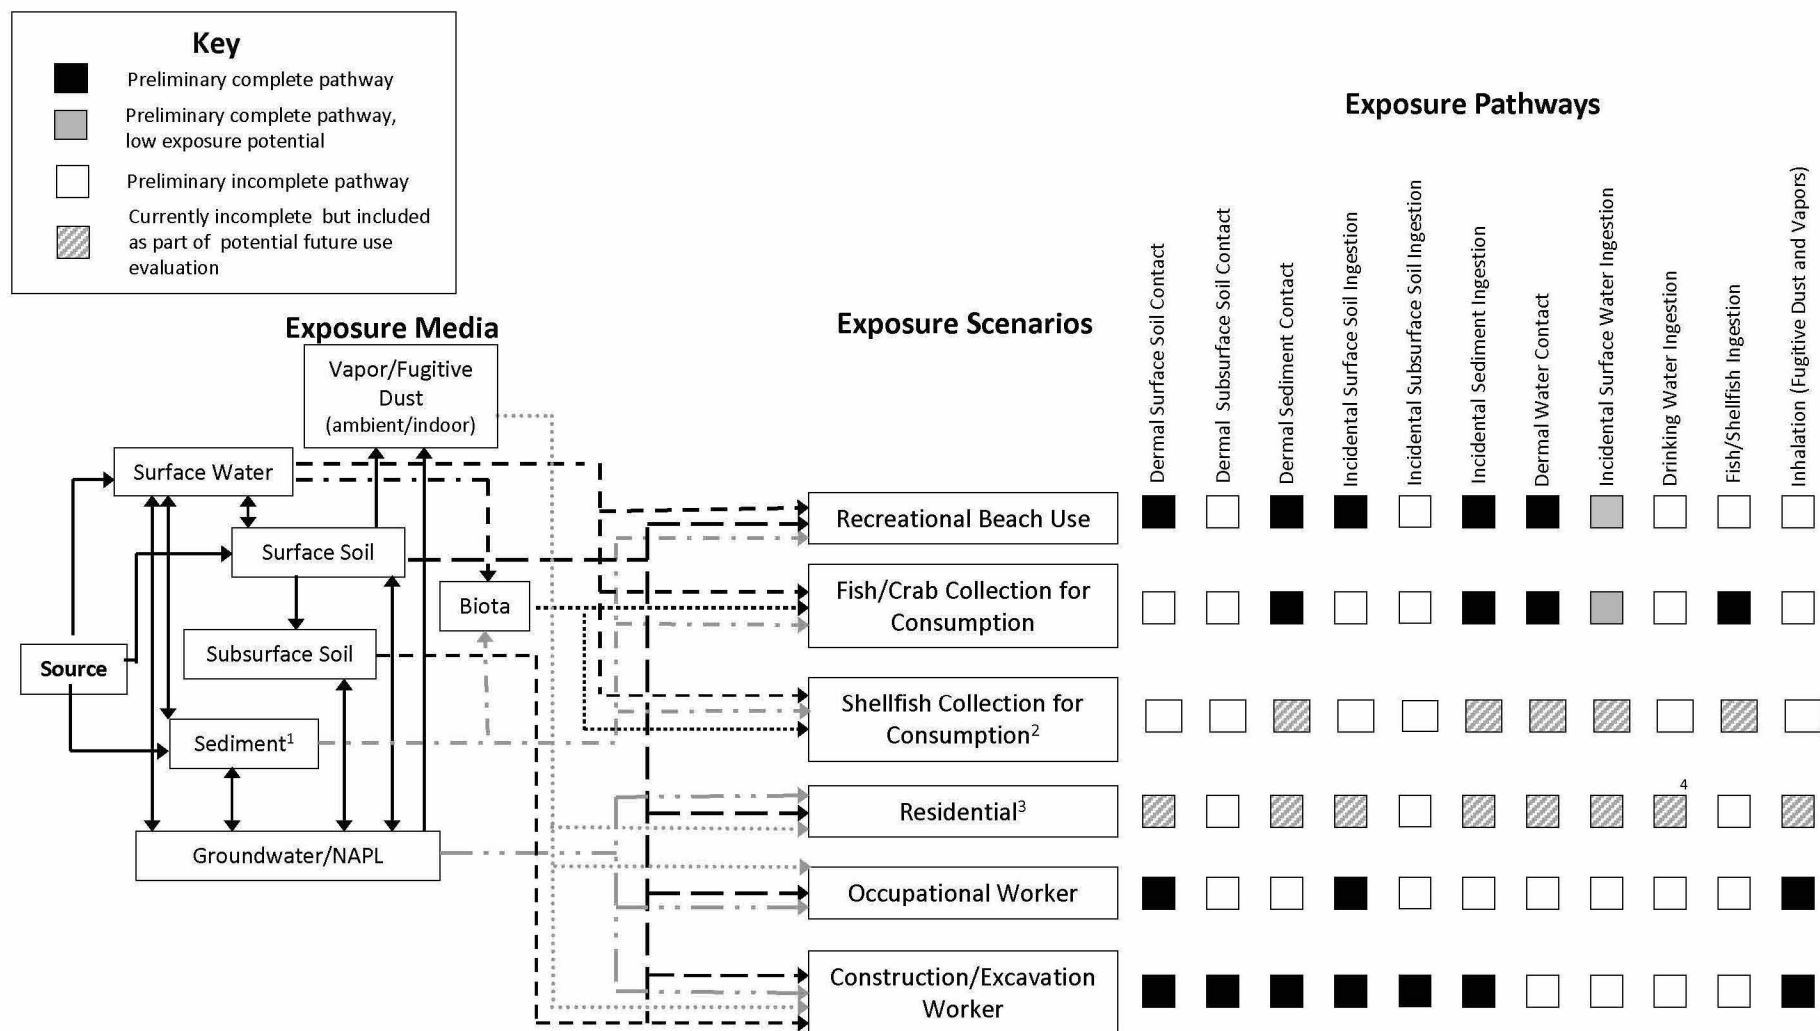 Key
Preliminary complete pathway
Preliminary complete pathway,
low exposure potential
Preliminary incomplete pathway
Currently incomplete but included
as part of potential future use
evaluation
Exposure Pathways
Exposure Media
Exposure Scenarios
Dermal Surface Soil Contact
Dermal Subsurface Soil Contact
Dermal Sediment Contact
Incidental Surface Soil Ingestion
Incidental Subsurface Soil Ingestion
Incidental Sediment Ingestion
Dermal Water Contact
Incidental Surface Water Ingestion
Drinking Water Ingestion
Fish/Shellfish Ingestion
Inhalation (Fugitive Dust and Vapors)
Vapor/Fugitive
Dust
(ambient/indoor)
Surface Water
Surface Soil
Biota
Subsurface Soil
Source
Sediment¹
Groundwater/NAPL
Recreational Beach Use
Fish/Crab Collection for
Consumption
Shellfish Collection for
Consumption²
Residential³
4
Occupational Worker
Construction/Excavation
Worker